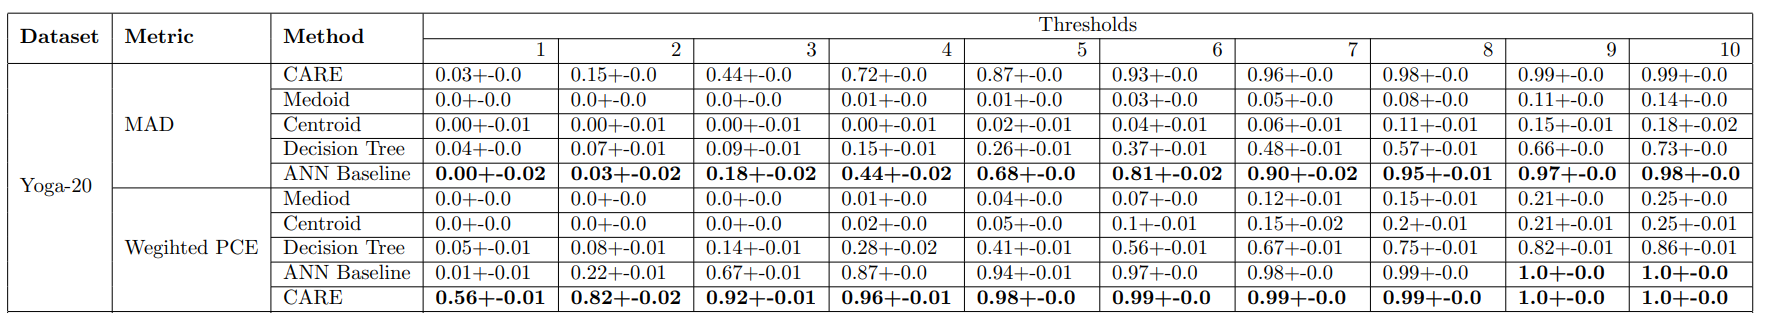 Dataset Metric Method Thresholds
1 2 3 4 5 6 7 8 9 10
Yoga-20 MAD CARE 0.03+-0.0 0.15+-0.0 0.44+-0.0 0.72+-0.0 0.87+-0.0 0.93+-0.0 0.96+-0.0 0.98+-0.0 0.99+-0.0 0.99+-0.0
Medoid 0.0+-0.0 0.0+-0.0 0.0+-0.0 0.01+-0.0 0.01+-0.0 0.03+-0.0 0.05+-0.0 0.08+-0.0 0.11+-0.0 0.14+-0.0
Centroid 0.00+-0.01 0.00+-0.01 0.00+-0.01 0.00+-0.01 0.02+-0.01 0.04+-0.01 0.06+-0.01 0.11+-0.01 0.15+-0.01 0.18+-0.02
Decision Tree 0.04+-0.0 0.07+-0.01 0.09+-0.01 0.15+-0.01 0.26+-0.01 0.37+-0.01 0.48+-0.01 0.57+-0.01 0.66+-0.0 0.73+-0.0
ANN Baseline 0.00+-0.02 0.03+-0.02 0.18+-0.02 0.44+-0.02 0.68+-0.0 0.81+-0.02 0.90+-0.02 0.95+-0.01 0.97+-0.0 0.98+-0.0
Wegihted PCE Mediod 0.0+-0.0 0.0+-0.0 0.0+-0.0 0.01+-0.0 0.04+-0.0 0.07+-0.0 0.12+-0.01 0.15+-0.01 0.21+-0.0 0.25+-0.0
Centroid 0.0+-0.0 0.0+-0.0 0.0+-0.0 0.02+-0.0 0.05+-0.0 0.1+-0.01 0.15+-0.02 0.2+-0.01 0.21+-0.01 0.25+-0.01
Decision Tree 0.05+-0.01 0.08+-0.01 0.14+-0.01 0.28+-0.02 0.41+-0.01 0.56+-0.01 0.67+-0.01 0.75+-0.01 0.82+-0.01 0.86+-0.01
ANN Baseline 0.01+-0.01 0.22+-0.01 0.67+-0.01 0.87+-0.0 0.94+-0.01 0.97+-0.0 0.98+-0.0 0.99+-0.0 1.0+-0.0 1.0+-0.0
CARE 0.56+-0.01 0.82+-0.02 0.92+-0.01 0.96+-0.01 0.98+-0.0 0.99+-0.0 0.99+-0.0 0.99+-0.0 1.0+-0.0 1.0+-0.0